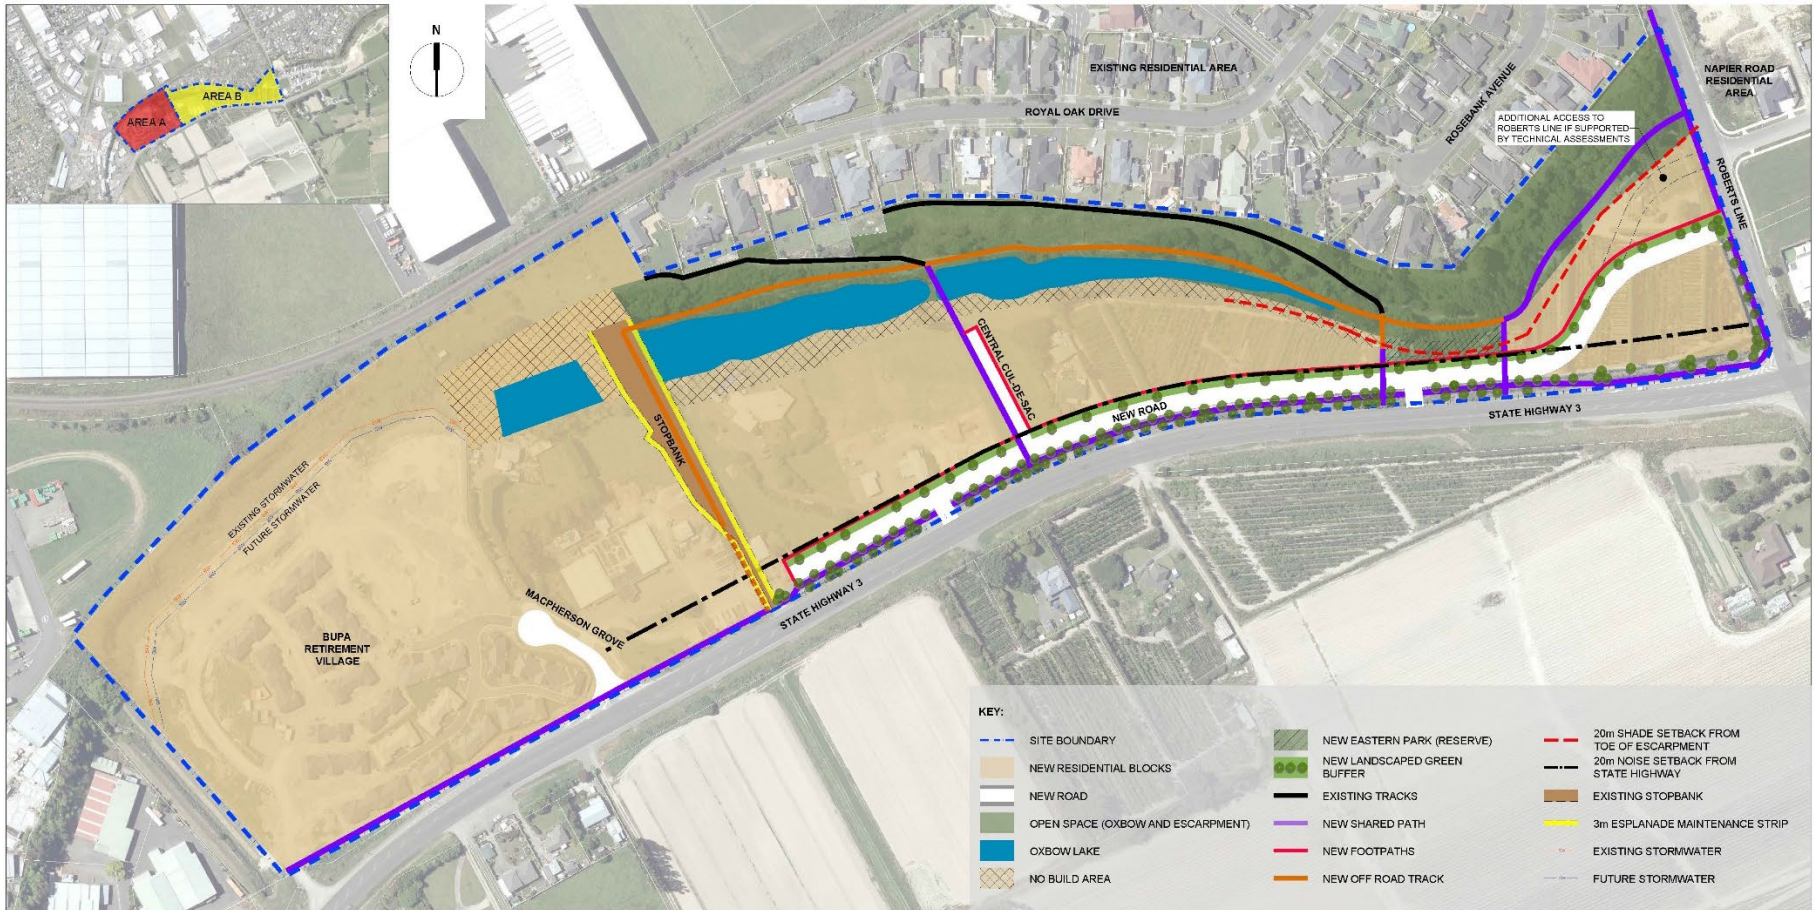 AREA A
AREA B
N
EXISTING RESIDENTIAL AREA
ROYAL OAK DRIVE
ROSEBANK AVENUE
NAPIER ROAD
RESIDENTIAL
AREA
ADDITIONAL ACCESS TO
ROBERTS LINE IF SUPPORTED
BY TECHNICAL ASSESSMENTS
ROBERTS LINE
CENTRAL CUL-DE-SAC
NEW ROAD
STATE HIGHWAY 3
STOPBANK
EXISTING STORMWATER
FUTURE STORMWATER
MACPHERSON GROVE
STATE HIGHWAY 3
BUPA
RETIREMENT
VILLAGE
KEY:
SITE BOUNDARY
NEW RESIDENTIAL BLOCKS
NEW ROAD
OPEN SPACE (OXBOW AND ESCARPMENT)
OXBOW LAKE
NO BUILD AREA
NEW EASTERN PARK (RESERVE)
NEW LANDSCAPED GREEN
BUFFER
EXISTING TRACKS
NEW SHARED PATH
NEW FOOTPATHS
NEW OFF ROAD TRACK
20m SHADE SETBACK FROM
TOE OF ESCARPMENT
20m NOISE SETBACK FROM
STATE HIGHWAY
EXISTING STOPBANK
3m ESPLANADE MAINTENANCE STRIP
EXISTING STORMWATER
FUTURE STORMWATER